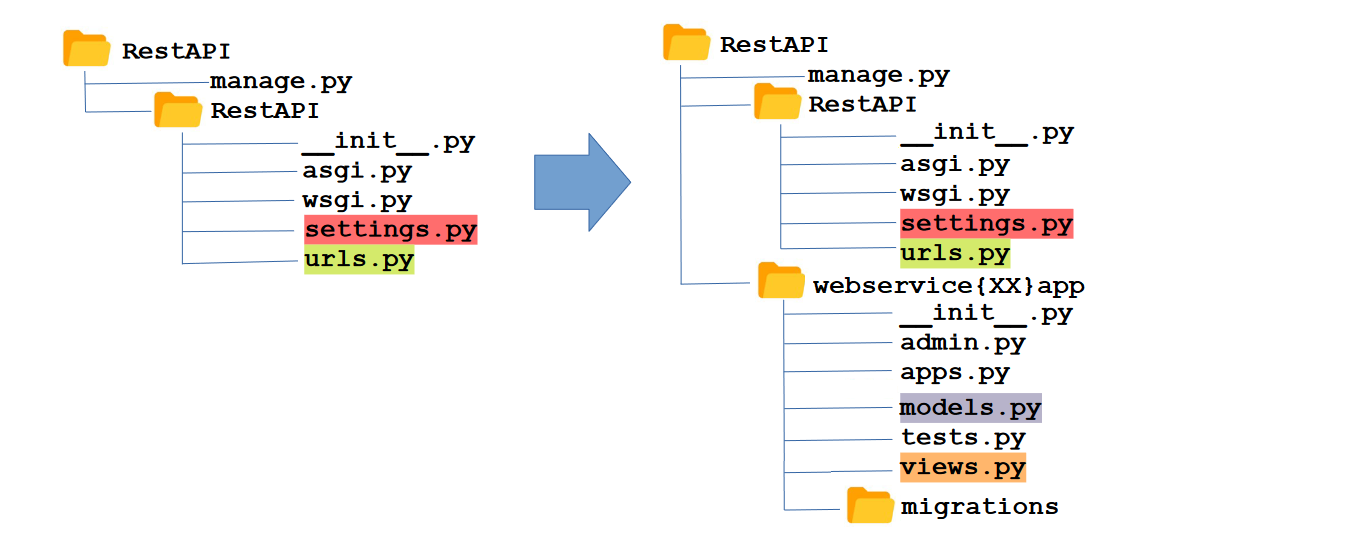 RestAPI
manage.py
RestAPI
__init__.py
asgi.py
wsgi.py
settings.py
urls.py
RestAPI
manage.py
RestAPI
__init__.py
asgi.py
wsgi.py
settings.py
urls.py
webservice{XX}app
__init__.py
admin.py
apps.py
models.py
tests.py
views.py
migrations